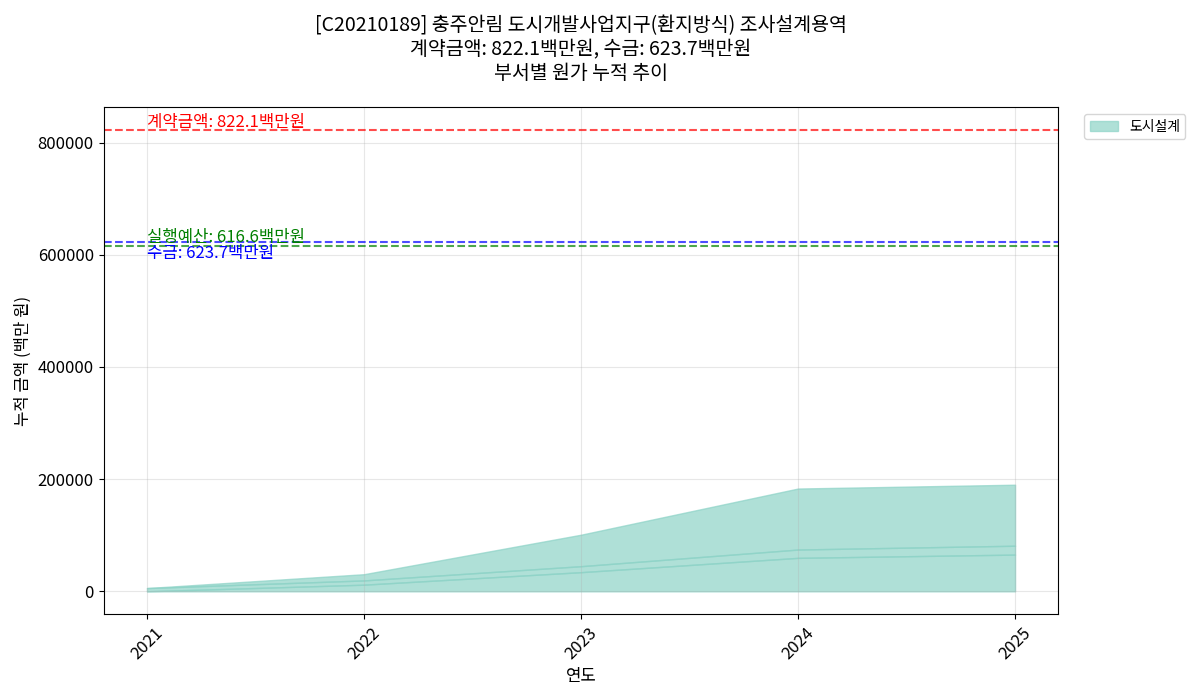 [C20210189] 충주안림 도시개발사업지구(환지방식) 조사설계용역
계약금액: 822.1백만원, 수금: 623.7백만원
부서별 원가 누적 추이
계약금액: 822.1백만원
도시설계
800000
실행예산: 616.6백만원
수금: 623.7백만원
600000
누적 금액 (백만 원)
400000
200000
0
2021
2022
2023
2024
2025
연도